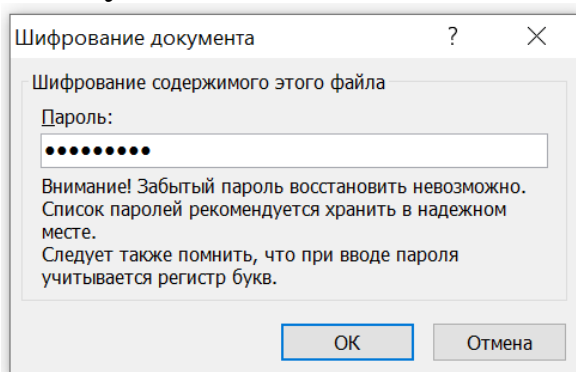 Шифрование документа ?
Шифрование содержимого этого файла
Пароль:
●●●●●●●●●
Внимание! Забытый пароль восстановить невозможно.
Список паролей рекомендуется хранить в надежном
месте.
Следует также помнить, что при вводе пароля
учитывается регистр букв.
ОК Отмена